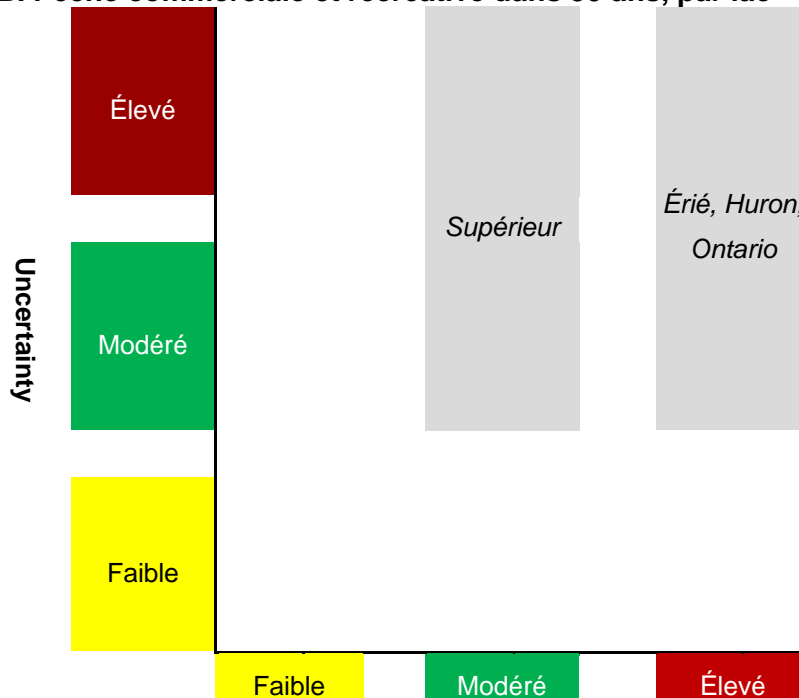 Élevé
Supérieur
Érié, Huron,
Ontario
Uncertainty
Modéré
Faible
Faible
Modéré
Élevé